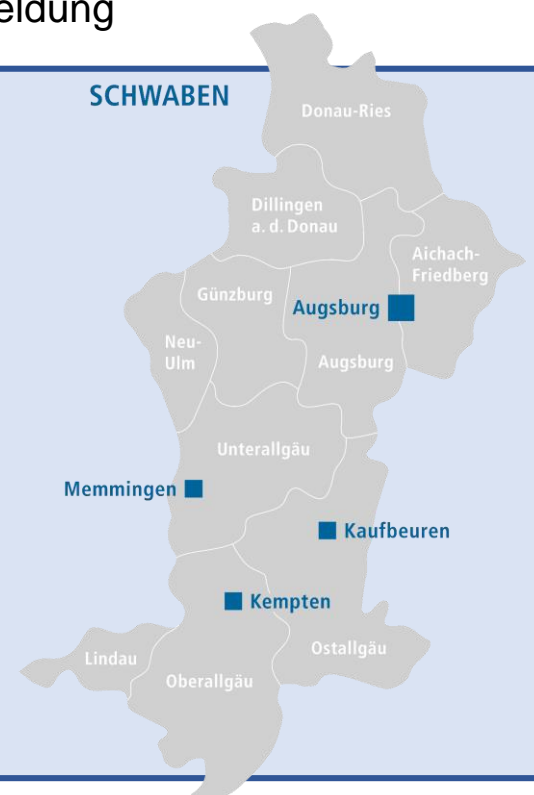 eldung
SCHWABEN
Donau-Ries
Dillingen
a. d. Donau
Aichach-
Friedberg
Günzburg
Augsburg
Neu-
Ulm
Augsburg
Unterallgäu
Memmingen
Kaufbeuren
Kempten
Ostallgäu
Lindau
Oberallgäu